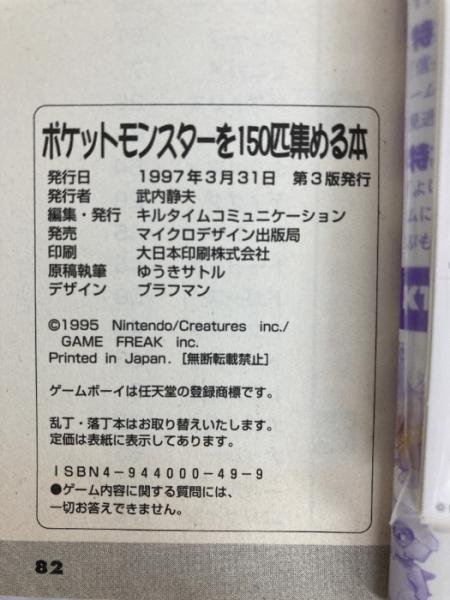 ポケットモンスターを150匹集める本
発行日 1997年3月31日 第3版発行
発行者 武内静夫
編集・発行 キルタイムコミュニケーション
発売 マイクロデザイン出版局
印刷 大日本印刷株式会社
原稿執筆 ゆうきサトル
デザイン ブラフマン
©1995 Nintendo/Creatures inc./
GAME FREAK inc.
Printed in Japan. [無断転載禁止]
ゲームボーイは任天堂の登録商標です。
乱丁・落丁本はお取り替えいたします。
定価は表紙に表示してあります。
ISBN4-944000-49-9
●ゲーム内容に関する質問には、
一切お答えできません。
82
特
特